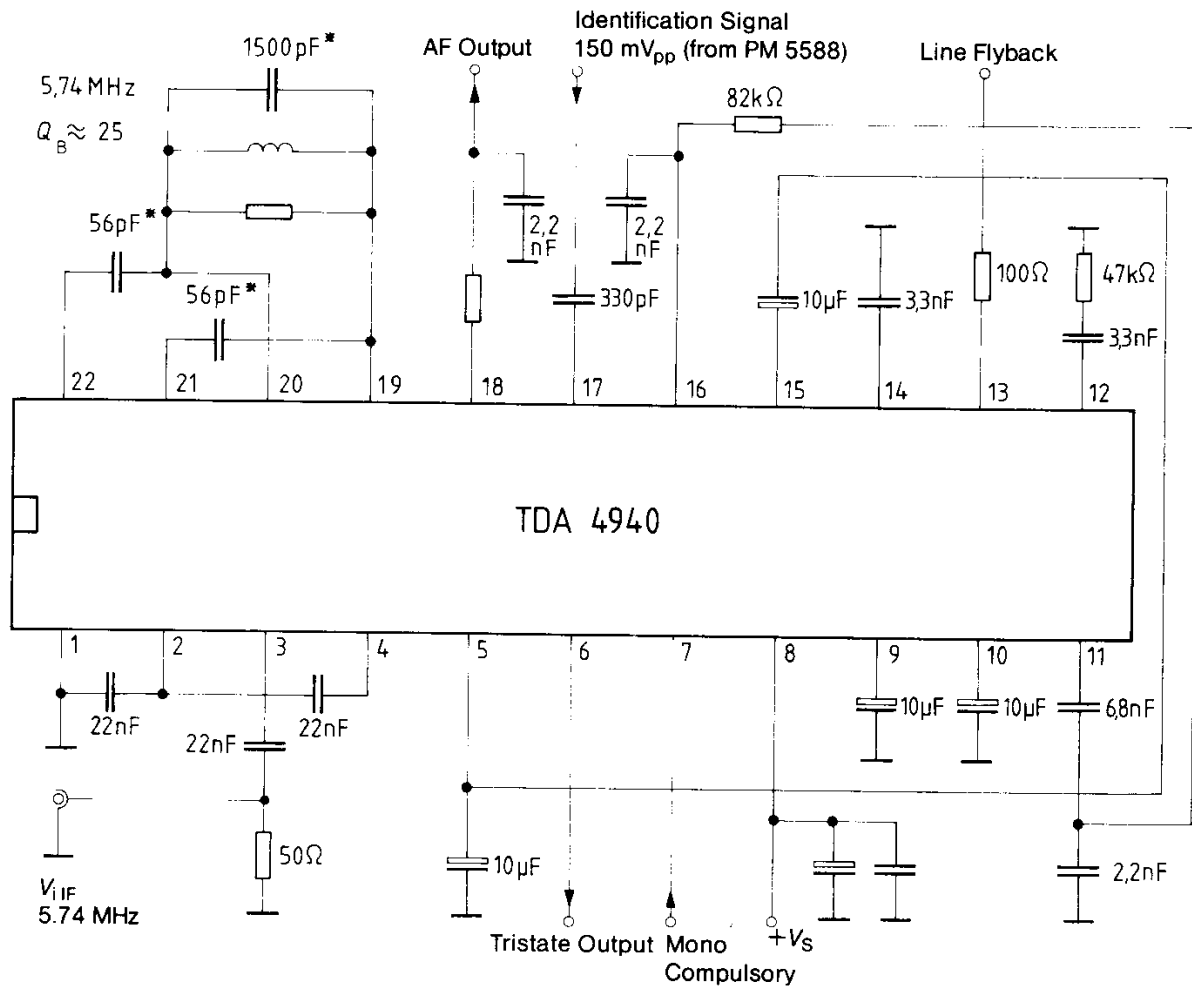 Identification Signal
150 mVpp (from PM 5588)
AF Output
Line Flyback
1500pF*
5,74 MHz
QB ≈ 25
82kΩ
56pF*
2,2
nF
2,2
nF
56pF*
330pF
10µF
3,3nF
100Ω
47kΩ
3,3nF
22 21 20 19 18 17 16 15 14 13 12
TDA 4940
1 2 3 4 5 6 7 8 9 10 11
22nF
22nF
22nF
10µF
10µF
6,8nF
50Ω
10µF
2,2nF
Vi IF
5.74 MHz
Tristate Output
Mono
Compulsory
+VS